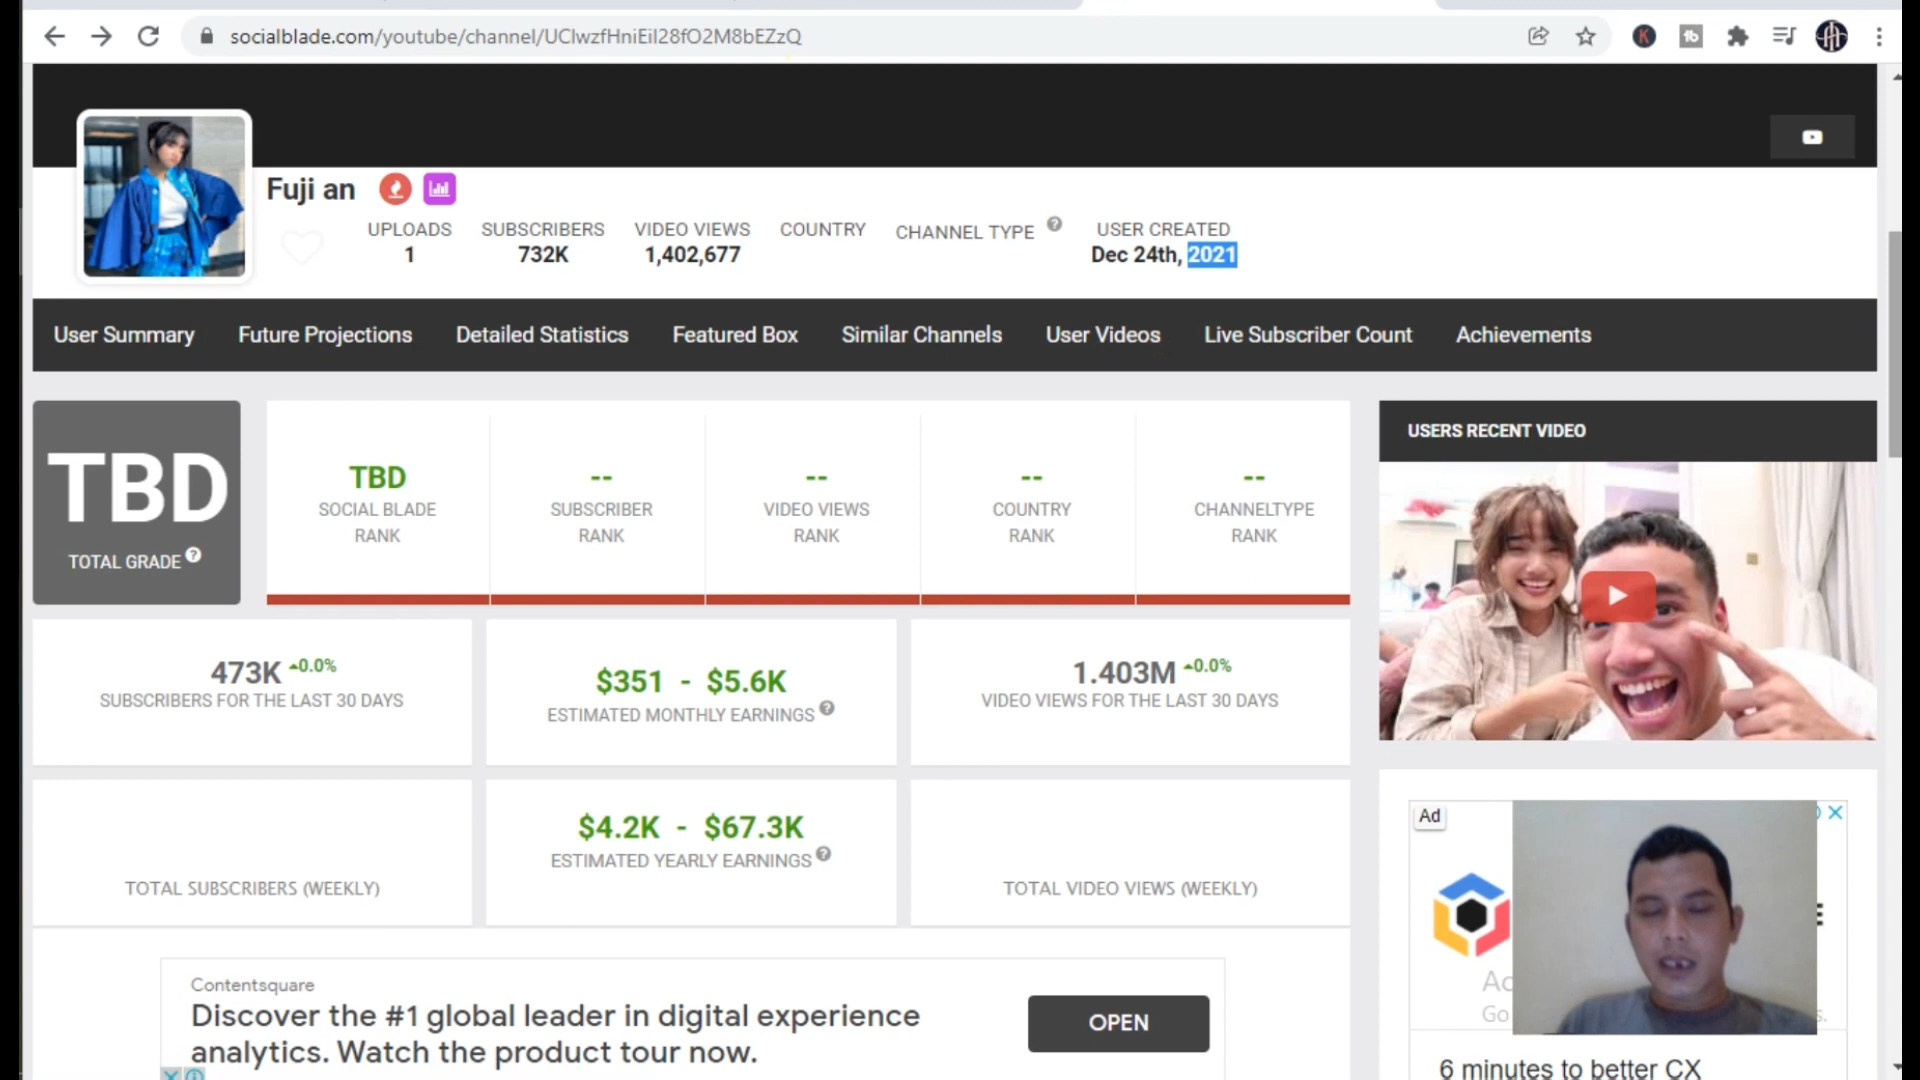 socialblade.com/youtube/channel/UCIwzfHniEil28fO2M8bEZzQ
Fuji an
UPLOADS
1
SUBSCRIBERS
732K
VIDEO VIEWS
1,402,677
COUNTRY
CHANNEL TYPE
USER CREATED
Dec 24th, 2021
User Summary
Future Projections
Detailed Statistics
Featured Box
Similar Channels
User Videos
Live Subscriber Count
Achievements
TBD
TOTAL GRADE
TBD
SOCIAL BLADE
RANK
--
SUBSCRIBER
RANK
--
VIDEO VIEWS
RANK
--
COUNTRY
RANK
--
CHANNELTYPE
RANK
USERS RECENT VIDEO
473K 0.0%
SUBSCRIBERS FOR THE LAST 30 DAYS
$351 - $5.6K
ESTIMATED MONTHLY EARNINGS
1.403M 0.0%
VIDEO VIEWS FOR THE LAST 30 DAYS
TOTAL SUBSCRIBERS (WEEKLY)
$4.2K - $67.3K
ESTIMATED YEARLY EARNINGS
TOTAL VIDEO VIEWS (WEEKLY)
Contentsquare
Discover the #1 global leader in digital experience
analytics. Watch the product tour now.
OPEN
Ad
6 minutes to better CX